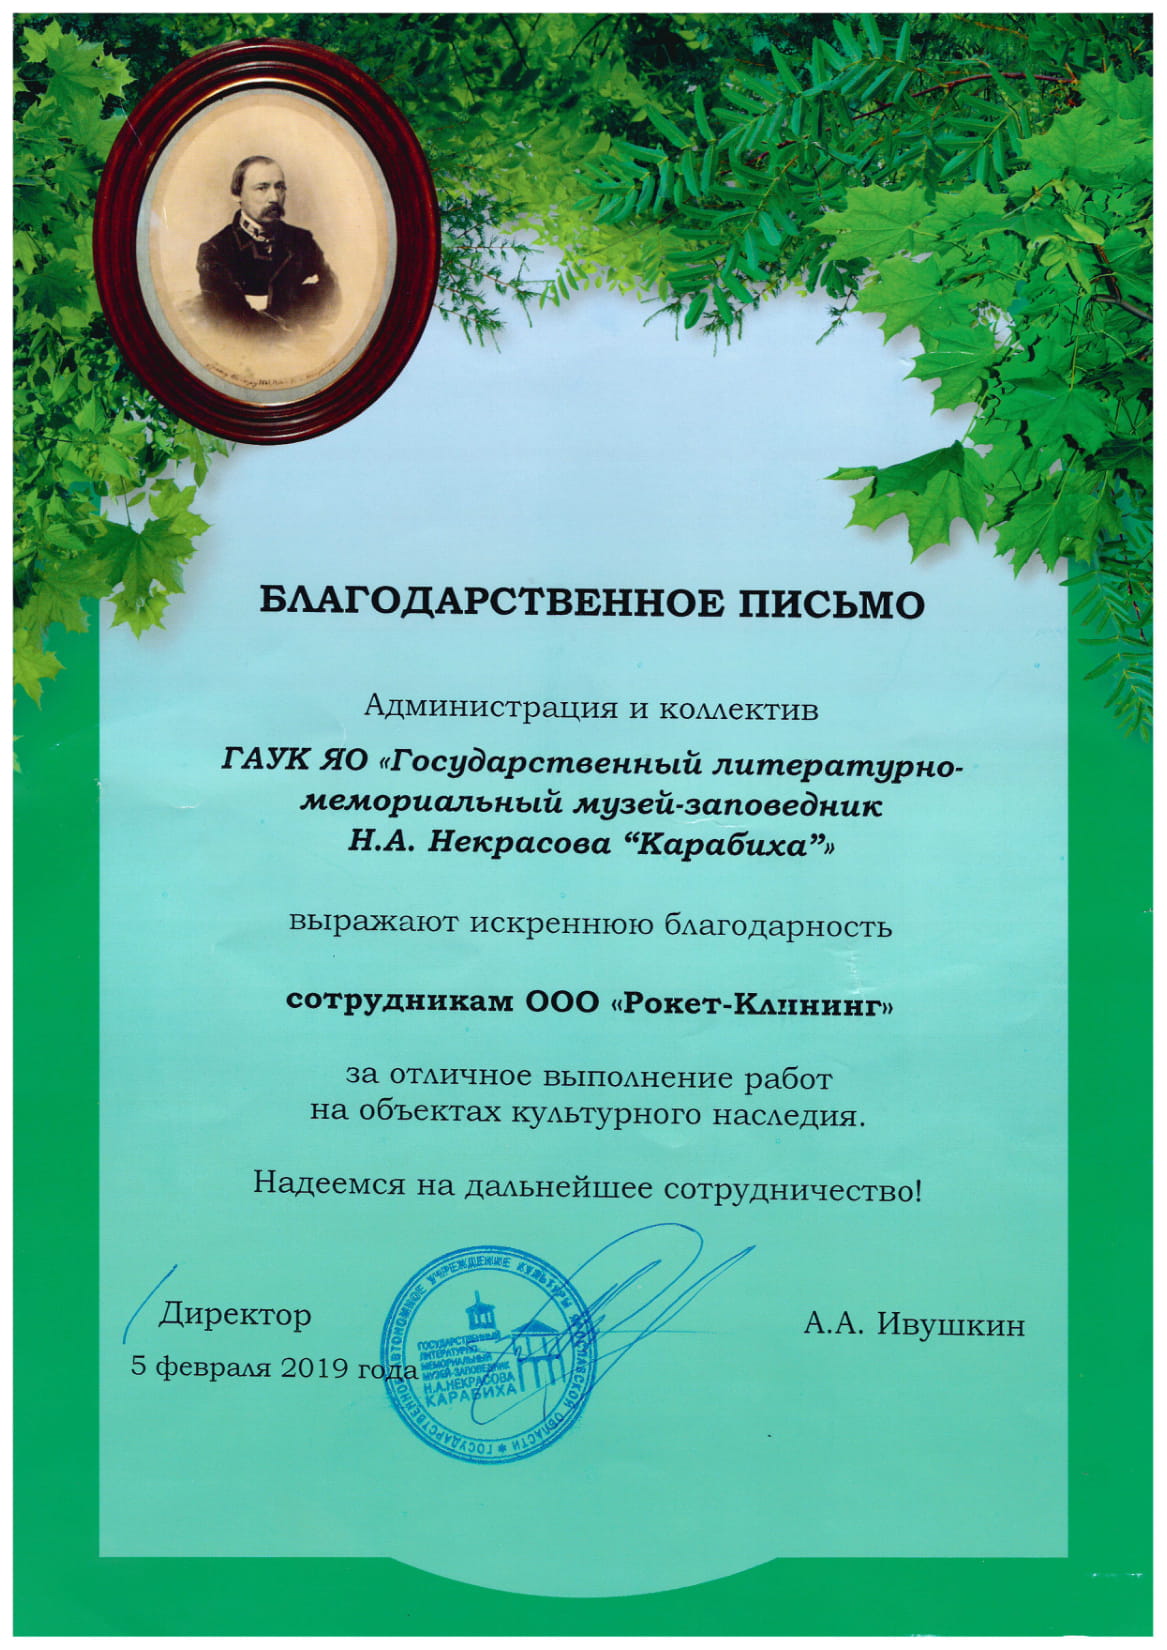 БЛАГОДАРСТВЕННОЕ ПИСЬМО
Администрация и коллектив
ГАУК ЯО «Государственный литературно-
мемориальный музей-заповедник
Н.А. Некрасова “Карабиха”»
выражают искреннюю благодарность
сотрудникам ООО «Рокет-Клининг»
за отличное выполнение работ
на объектах культурного наследия.
Надеемся на дальнейшее сотрудничество!
Директор
А.А. Ивушкин
5 февраля 2019 года
ГОСУДАРСТВЕННОЕ АВТОНОМНОЕ УЧРЕЖДЕНИЕ КУЛЬТУРЫ ЯРОСЛАВСКОЙ ОБЛАСТИ
ГОСУДАРСТВЕННЫЙ
ЛИТЕРАТУРНО-
МЕМОРИАЛЬНЫЙ
МУЗЕЙ-ЗАПОВЕДНИК
Н.А.НЕКРАСОВА
КАРАБИХА